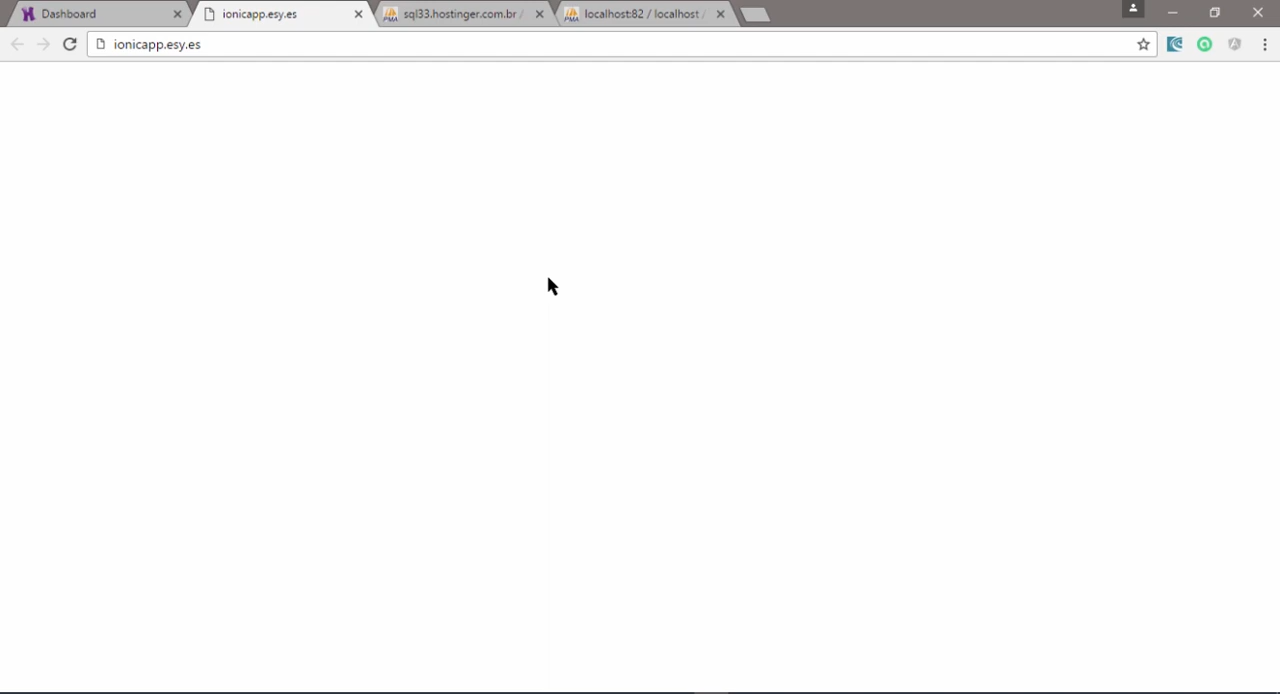 Dashboard
ionicapp.esy.es
sql33.hostinger.com.br /
localhost:82 / localhost /
ionicapp.esy.es